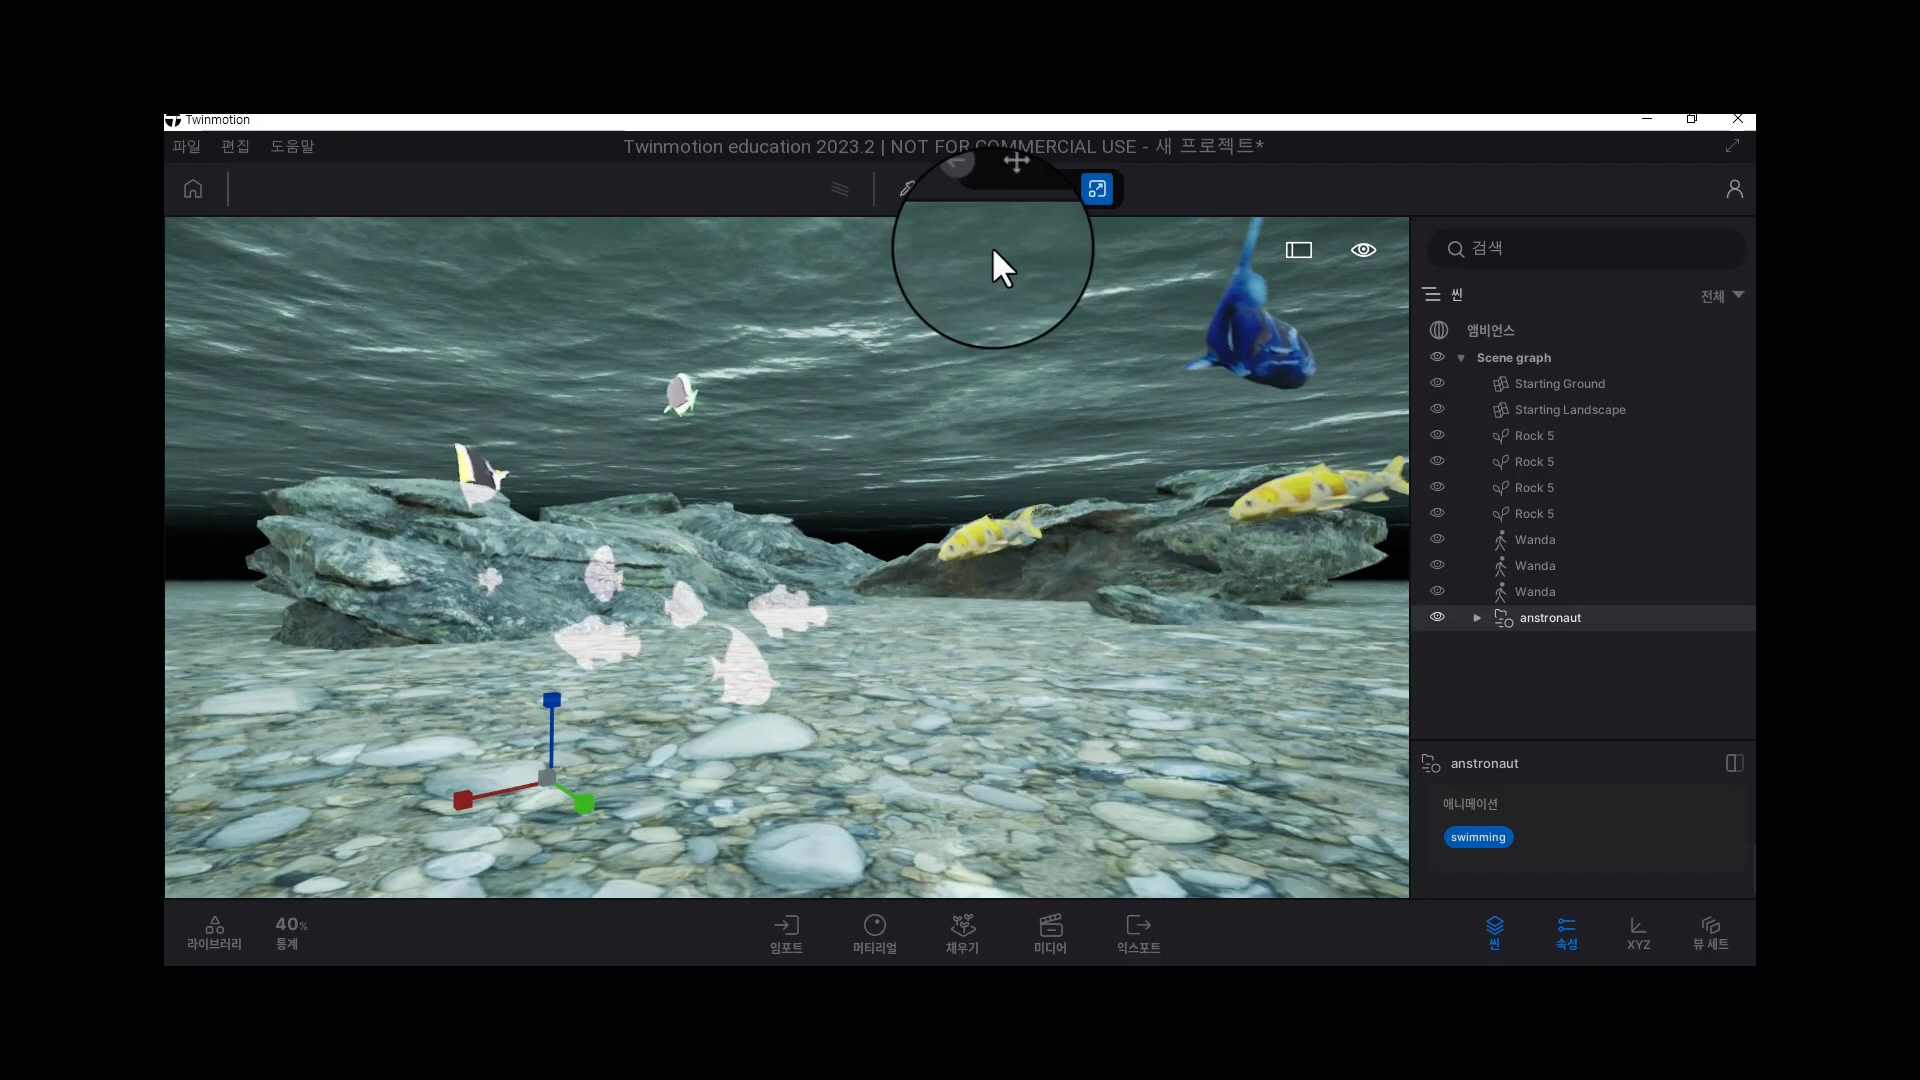 Twinmotion
파일 편집 도움말
Twinmotion education 2023.2 | NOT FOR COMMERCIAL USE - 새 프로젝트*
검색
씬 전체
앰비언스
Scene graph
Starting Ground
Starting Landscape
Rock 5
Rock 5
Rock 5
Rock 5
Wanda
Wanda
Wanda
anstronaut
anstronaut
애니메이션
swimming
40%
라이브러리 통계 임포트 머티리얼 채우기 미디어 익스포트 씬 속성 XYZ 뷰 세트